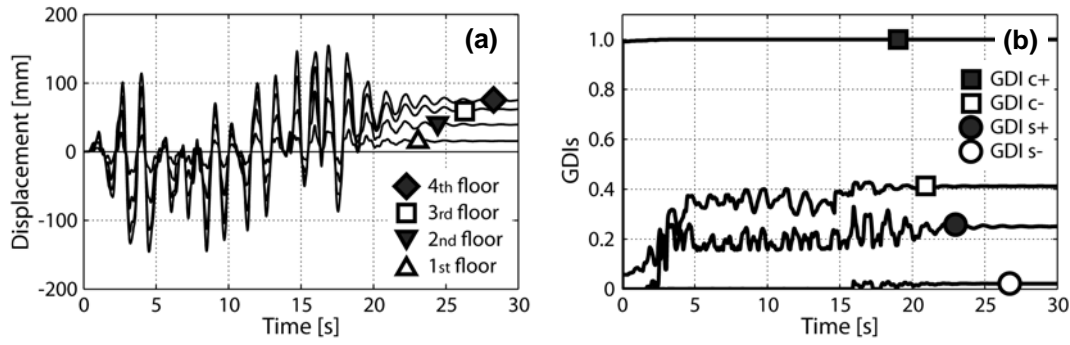 (a)
Displacement [mm]
200
100
0
-100
-200
0 5 10 15 20 25 30
Time [s]
4th floor
3rd floor
2nd floor
1st floor
(b)
GDIs
1.0
0.8
0.6
0.4
0.2
0
0 5 10 15 20 25 30
Time [s]
GDI c+
GDI c-
GDI s+
GDI s-